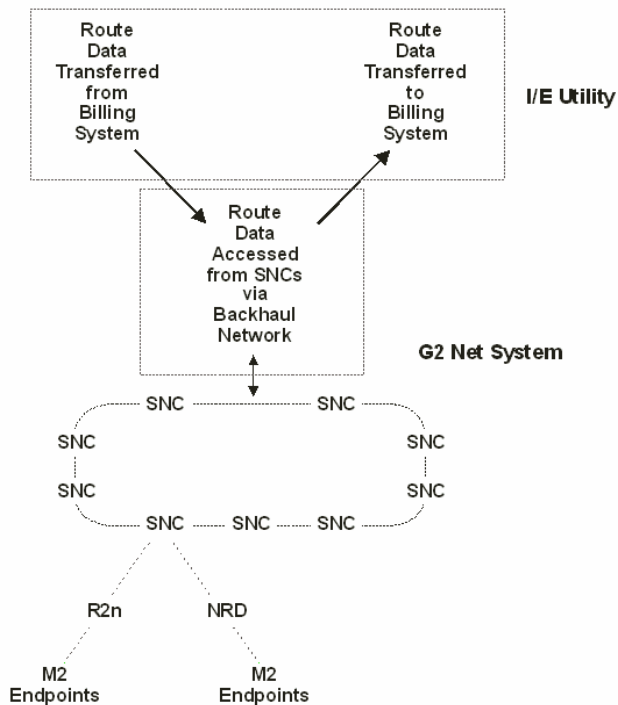 Route
Data
Transferred
from
Billing
System
Route
Data
Transferred
to
Billing
System
I/E Utility
Route
Data
Accessed
from SNCs
via
Backhaul
Network
G2 Net System
SNC SNC
SNC SNC
SNC SNC
SNC SNC SNC
R2n NRD
M2
Endpoints
M2
Endpoints